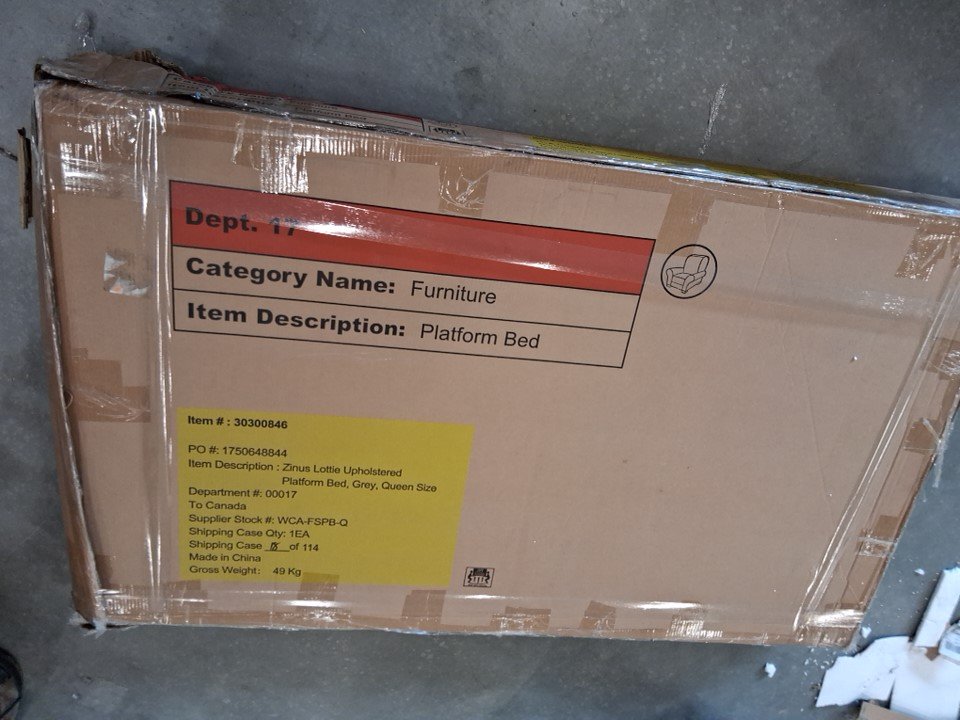 Dept. 17
Category Name: Furniture
Item Description: Platform Bed
Item # : 30300846
PO #: 1750648844
Item Description : Zinus Lottie Upholstered
Platform Bed, Grey, Queen Size
Department #: 00017
To Canada
Supplier Stock #: WCA-FSPB-Q
Shipping Case Qty: 1EA
Shipping Case of 114
Made in China
Gross Weight: 49 Kg